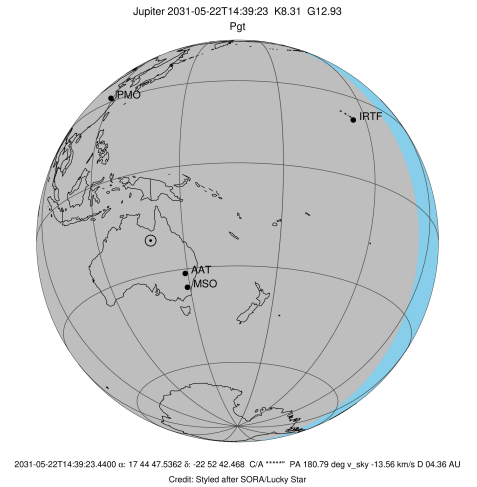 Jupiter 2031-05-22T14:39:23 K8.31 G12.93
Pgt
PMO
IRTF
AAT
MSO
2031-05-22T14:39:23.4400 α: 17 44 47.5362 δ: -22 52 42.468 C/A *****" PA 180.79 deg v_sky -13.56 km/s D 04.36 AU
Credit: Styled after SORA/Lucky Star